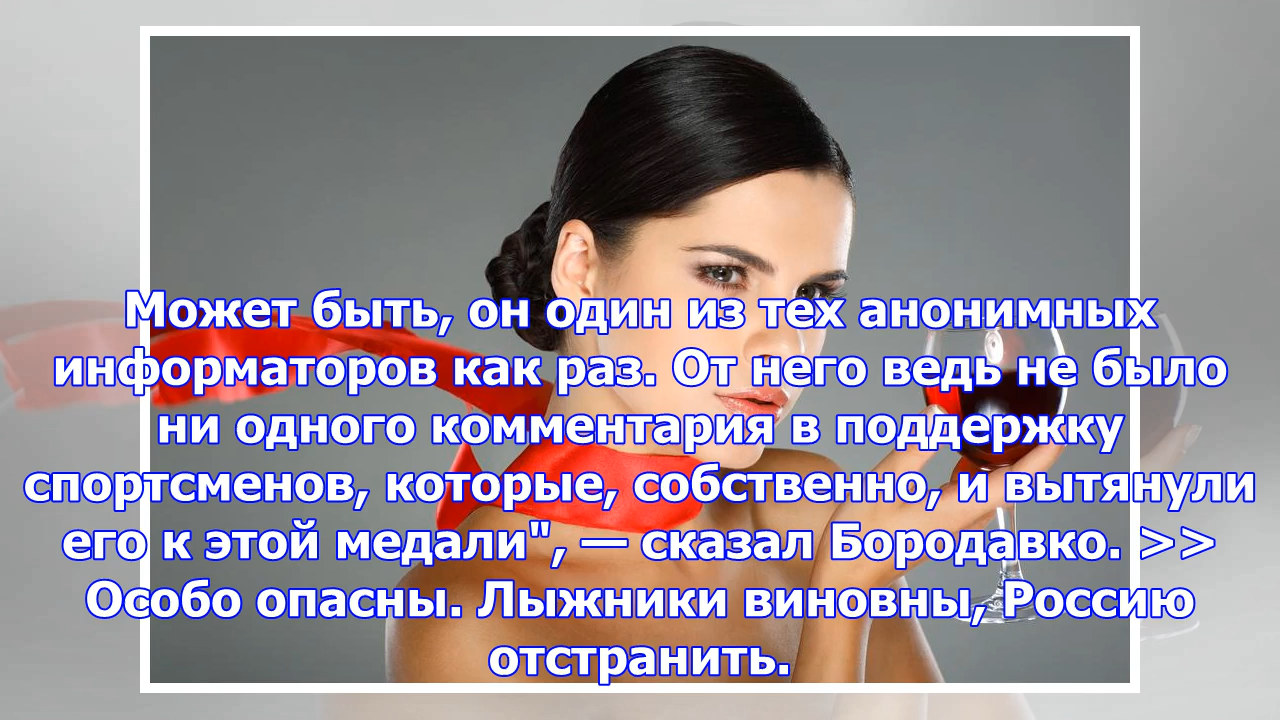 Может быть, он один из тех анонимных
информаторов как раз. От него ведь не было
ни одного комментария в поддержку
спортсменов, которые, собственно, и вытянули
его к этой медали", — сказал Бородавко. >>
Особо опасны. Лыжники виновны, Россию
отстранить.